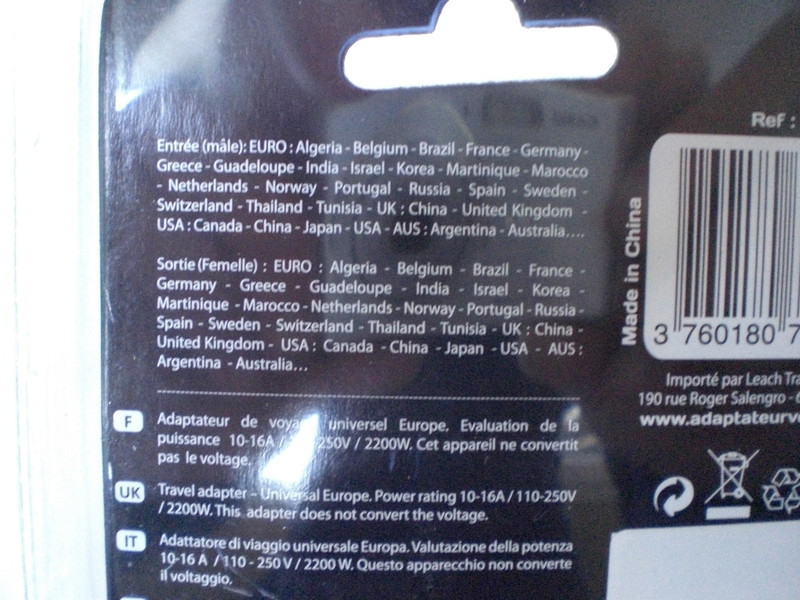 Entrée (mâle): EURO : Algeria - Belgium - Brazil - France - Germany -
Greece - Guadeloupe - India - Israel - Korea - Martinique - Marocco
- Netherlands - Norway - Portugal - Russia - Spain - Sweden -
Switzerland - Thailand - Tunisia - UK : China - United Kingdom -
USA : Canada - China - Japan - USA - AUS : Argentina - Australia....
Sortie (Femelle) : EURO : Algeria - Belgium - Brazil - France -
Germany - Greece - Guadeloupe - India - Israel - Korea -
Martinique - Marocco - Netherlands - Norway - Portugal - Russia -
Spain - Sweden - Switzerland - Thailand - Tunisia - UK : China -
United Kingdom - USA : Canada - China - Japan - USA - AUS :
Argentina - Australia...
F
Adaptateur de universel Europe. Evaluation de la
puissance 10-16A / 250V / 2200W. Cet appareil ne convertit
pas le voltage.
UK
Travel adapter - Universal Europe. Power rating 10-16A / 110-250V
/ 2200W. This adapter does not convert the voltage.
IT
Adattatore di viaggio universale Europa. Valutazione della potenza
10-16 A / 110 - 250 V / 2200 W. Questo apparecchio non converte
il voltaggio.
Made in China
ReF :
3 760180 7
Importé par Leach Tra
190 rue Roger Salengro - 6
www.adaptateurv